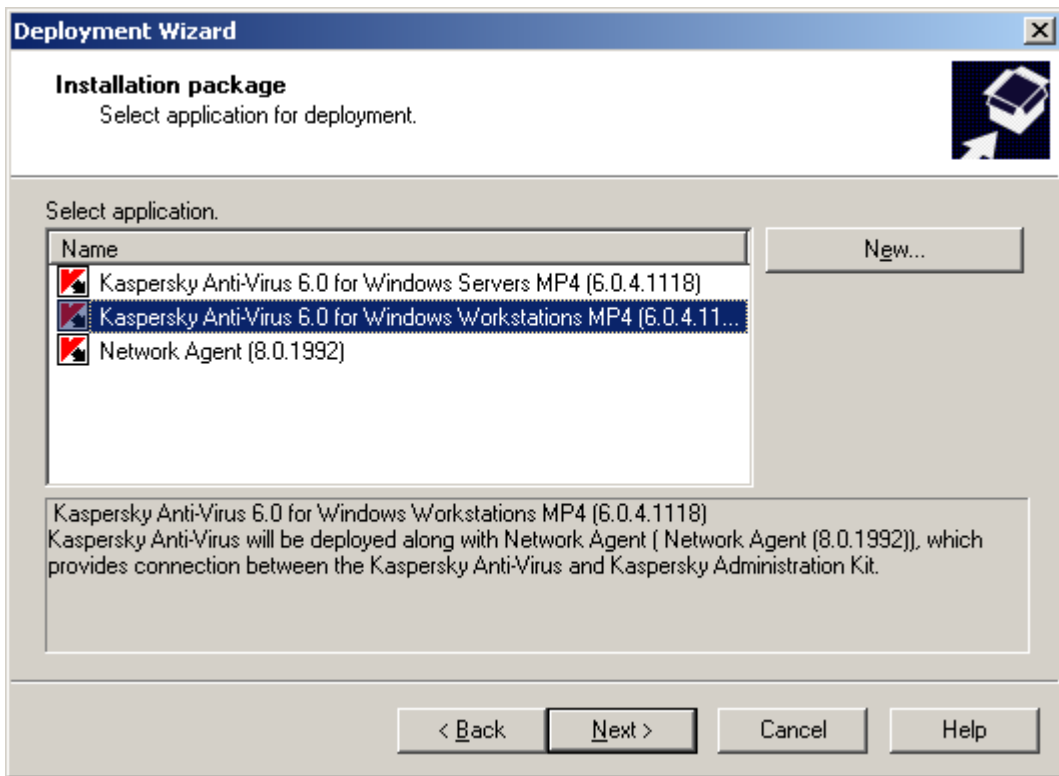 Deployment Wizard
Installation package
Select application for deployment.
Select application.
Name
New...
Kaspersky Anti-Virus 6.0 for Windows Servers MP4 (6.0.4.1118)
Kaspersky Anti-Virus 6.0 for Windows Workstations MP4 (6.0.4.11...
Network Agent (8.0.1992)
Kaspersky Anti-Virus 6.0 for Windows Workstations MP4 (6.0.4.1118)
Kaspersky Anti-Virus will be deployed along with Network Agent ( Network Agent (8.0.1992)), which
provides connection between the Kaspersky Anti-Virus and Kaspersky Administration Kit.
< Back
Next >
Cancel
Help